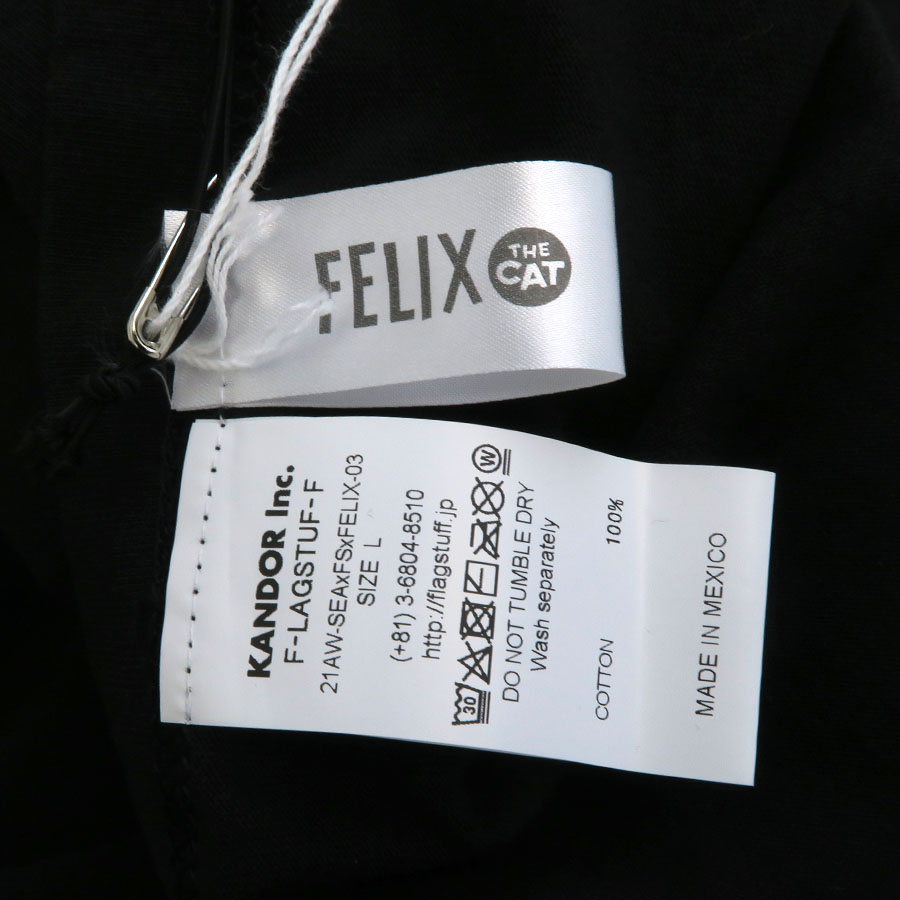 FELIX THE CAT
KANDOR Inc.
F-LAGSTUF-F
21AW-SEAxFSxFELIX-03
SIZE L
(+81) 3-6804-8510
http://flagstuff.jp
30 W
DO NOT TUMBLE DRY
Wash separately
COTTON 100%
MADE IN MEXICO